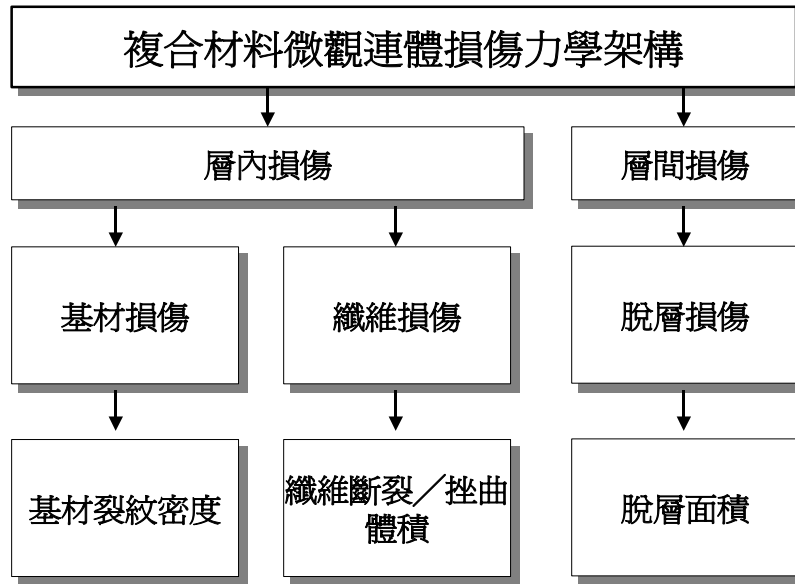 複合材料微觀連體損傷力學架構
層內損傷
層間損傷
基材損傷
纖維損傷
脫層損傷
基材裂紋密度
纖維斷裂／挫曲
體積
脫層面積